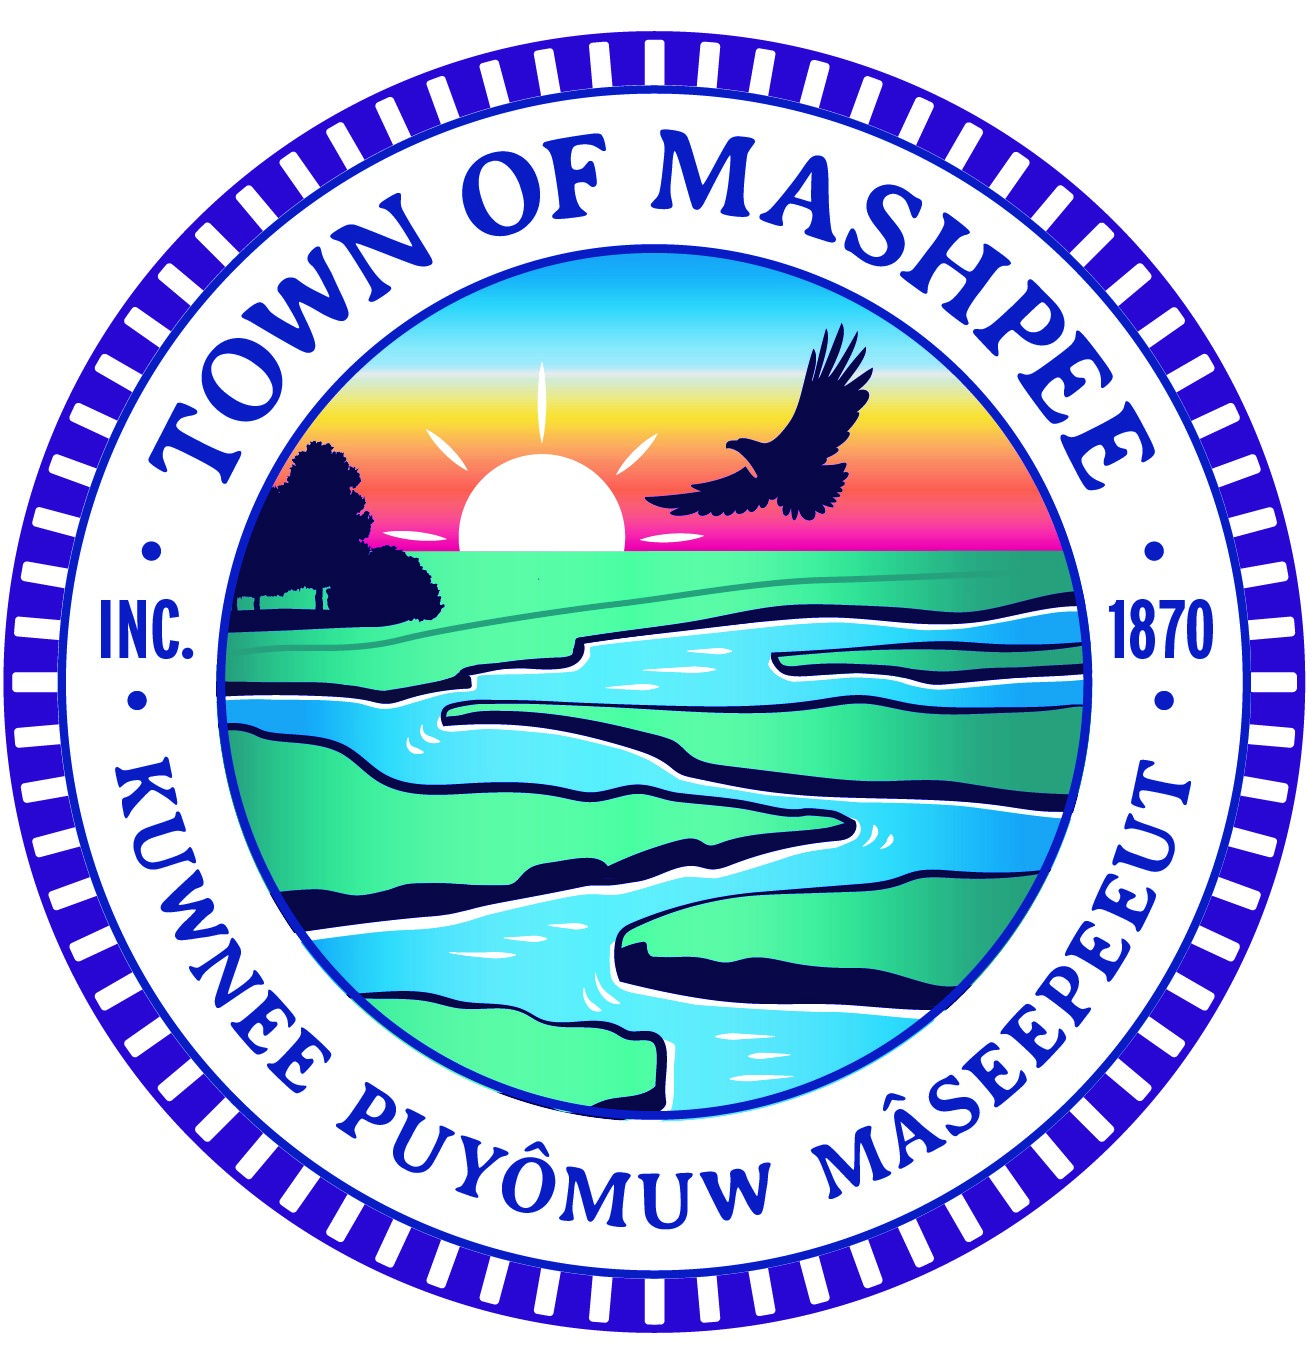 TOWN OF MASHPEE
INC.
1870
KUWNEE PUYÔMUW MÂSEEPEEUT